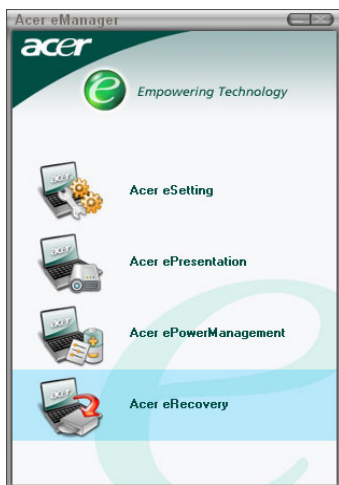 Acer eManager
acer
e Empowering Technology
Acer eSetting
Acer ePresentation
Acer ePowerManagement
Acer eRecovery